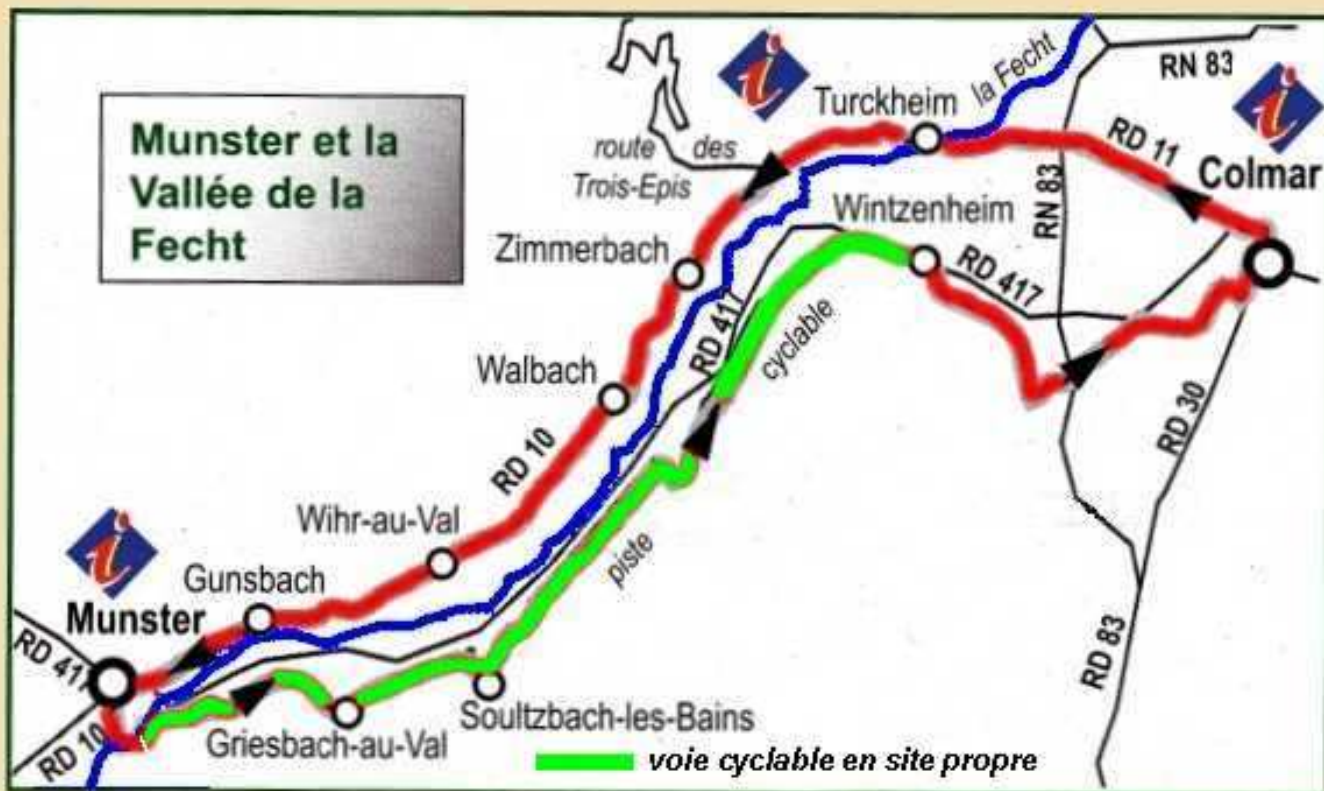 Munster et la
Vallée de la
Fecht
RN 83
la Fecht
Turckheim
route des
Trois-Epis
RD 11
Colmar
RN 83
Wintzenheim
Zimmerbach
RD 417
RD 417
cyclable
Walbach
RD 10
RD 30
Wihr-au-Val
piste
Gunsbach
Munster
RD 417
RD 83
Soultzbach-les-Bains
Griesbach-au-Val
RD 10
voie cyclable en site propre